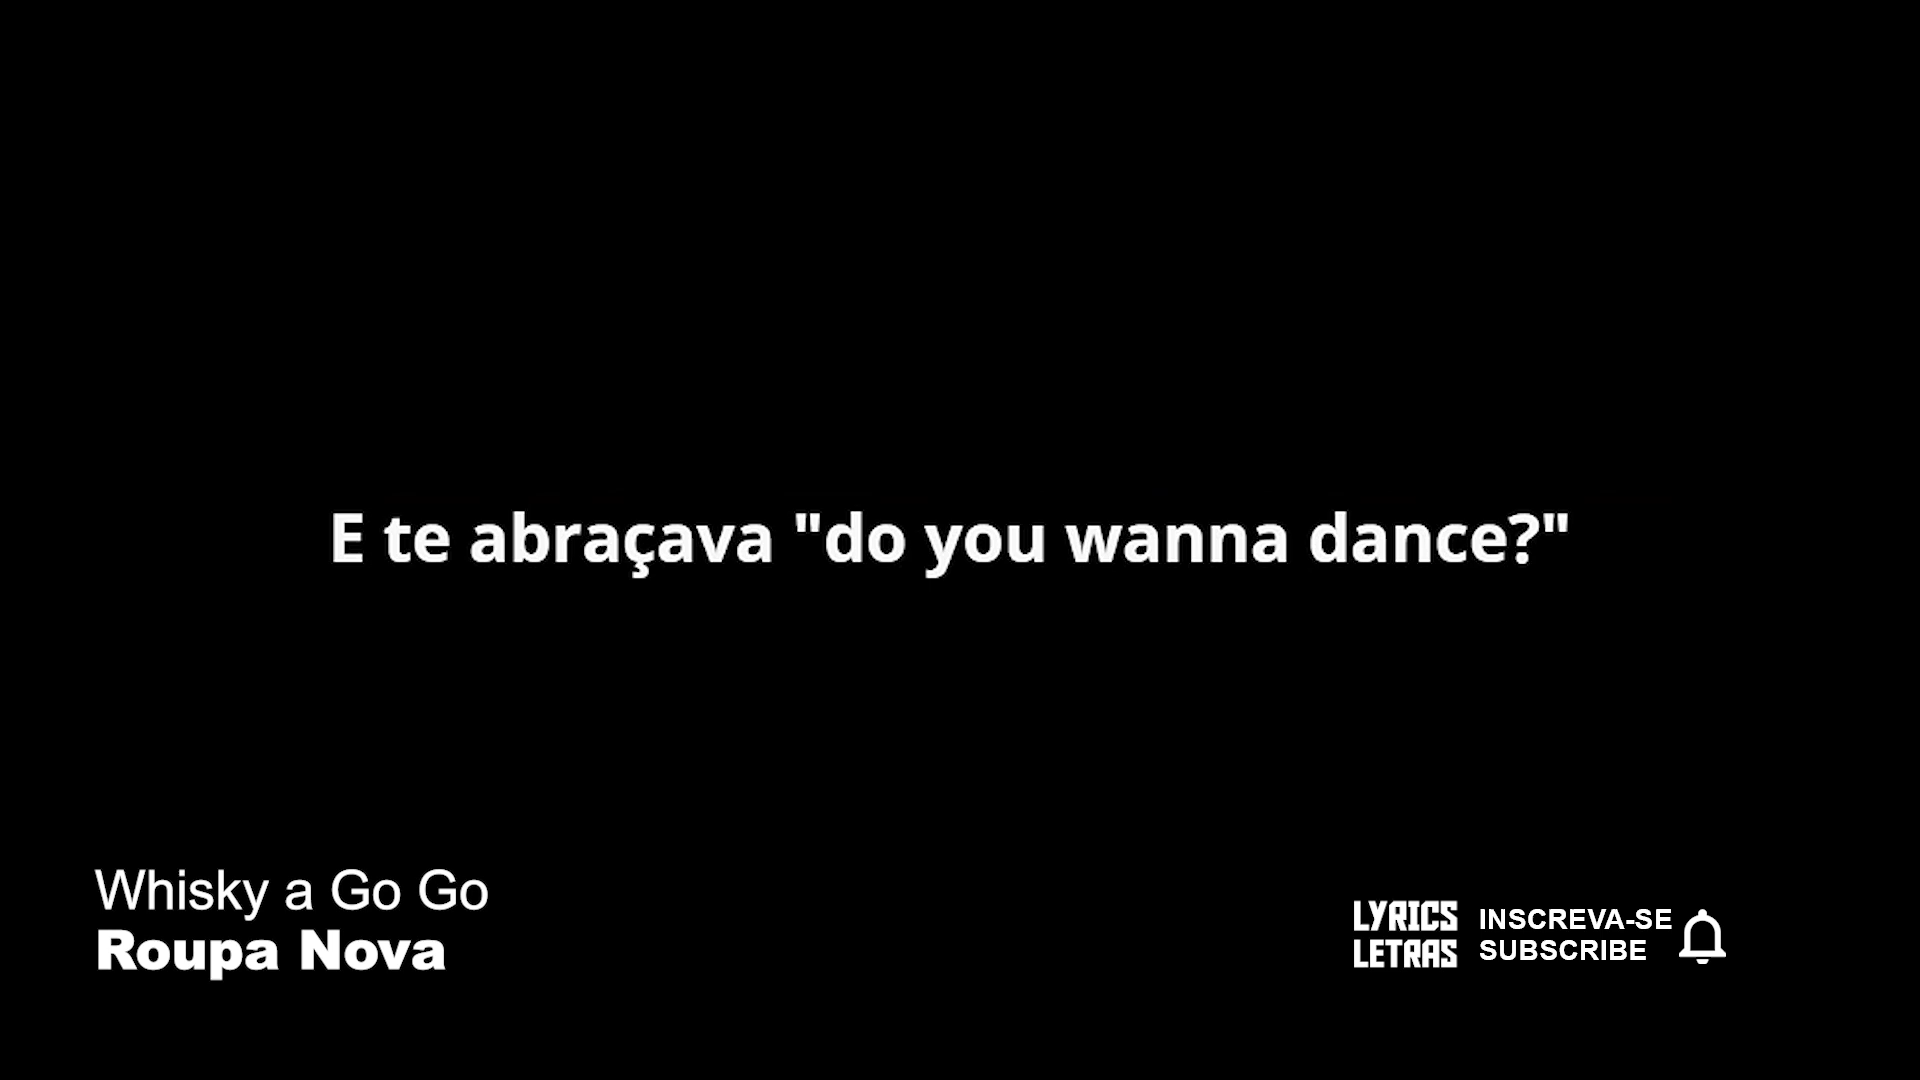 E te abraçava "do you wanna dance?"
Whisky a Go Go
Roupa Nova
LYRICS
LETRAS
INSCREVA-SE
SUBSCRIBE